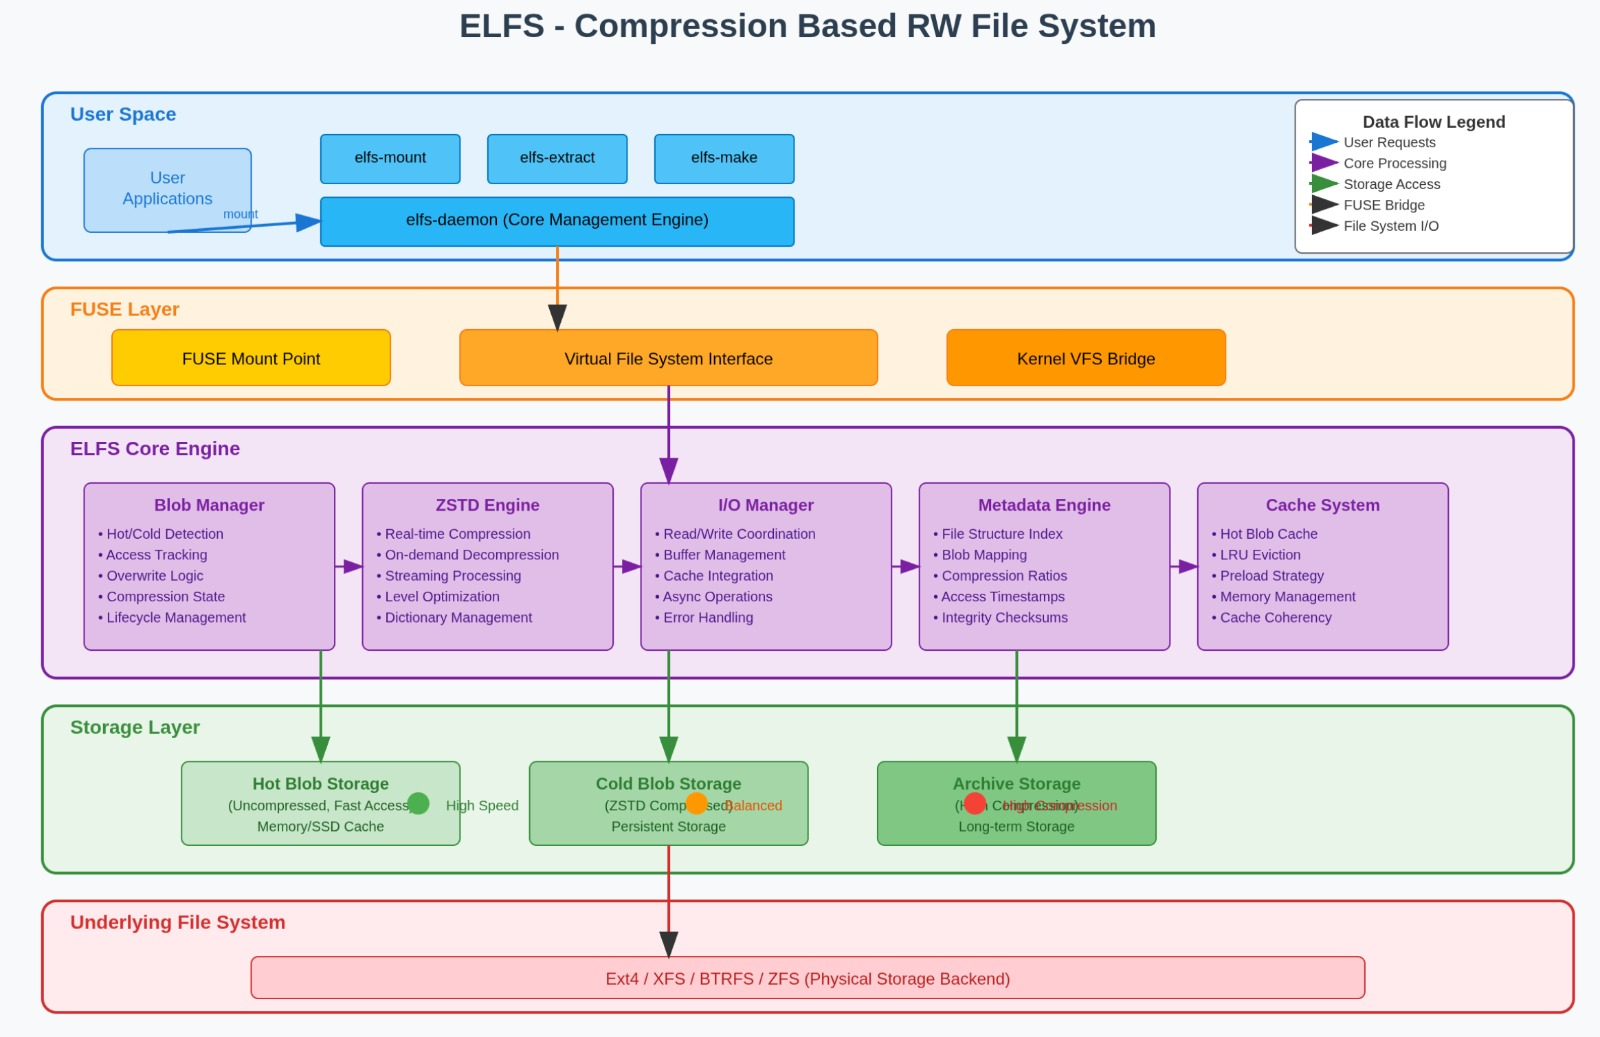 ELFS - Compression Based RW File System
User Space
User
Applications
mount
elfs-mount
elfs-extract
elfs-make
elfs-daemon (Core Management Engine)
Data Flow Legend
User Requests
Core Processing
Storage Access
FUSE Bridge
File System I/O
FUSE Layer
FUSE Mount Point
Virtual File System Interface
Kernel VFS Bridge
ELFS Core Engine
Blob Manager
• Hot/Cold Detection
• Access Tracking
• Overwrite Logic
• Compression State
• Lifecycle Management
ZSTD Engine
• Real-time Compression
• On-demand Decompression
• Streaming Processing
• Level Optimization
• Dictionary Management
I/O Manager
• Read/Write Coordination
• Buffer Management
• Cache Integration
• Async Operations
• Error Handling
Metadata Engine
• File Structure Index
• Blob Mapping
• Compression Ratios
• Access Timestamps
• Integrity Checksums
Cache System
• Hot Blob Cache
• LRU Eviction
• Preload Strategy
• Memory Management
• Cache Coherency
Storage Layer
Hot Blob Storage
(Uncompressed, Fast Access)
High Speed
Memory/SSD Cache
Cold Blob Storage
(ZSTD Compressed)
Balanced
Persistent Storage
Archive Storage
(High Compression)
High Compression
Long-term Storage
Underlying File System
Ext4 / XFS / BTRFS / ZFS (Physical Storage Backend)